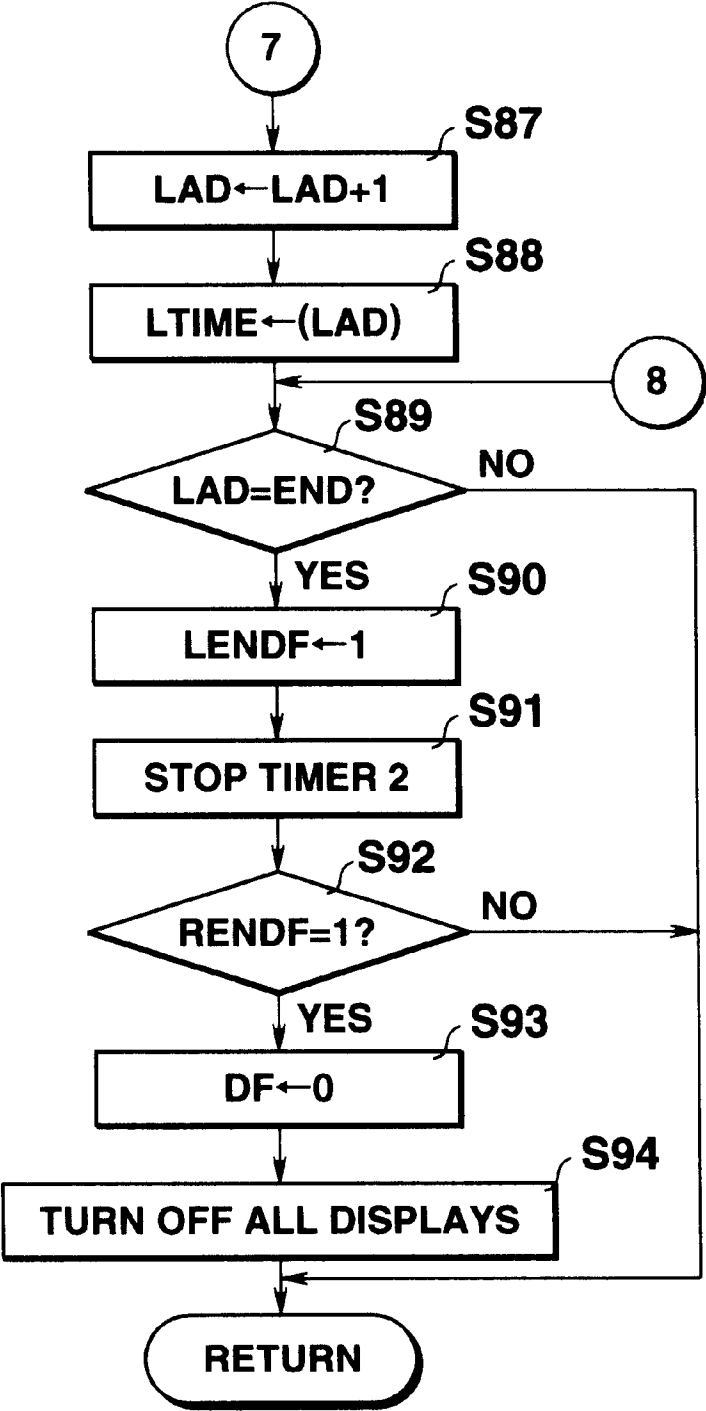 7
S87
LAD←LAD+1
S88
LTIME←(LAD)
8
S89
LAD=END?
NO
YES
S90
LENDF←1
S91
STOP TIMER 2
S92
RENDF=1?
NO
YES
S93
DF←0
S94
TURN OFF ALL DISPLAYS
RETURN